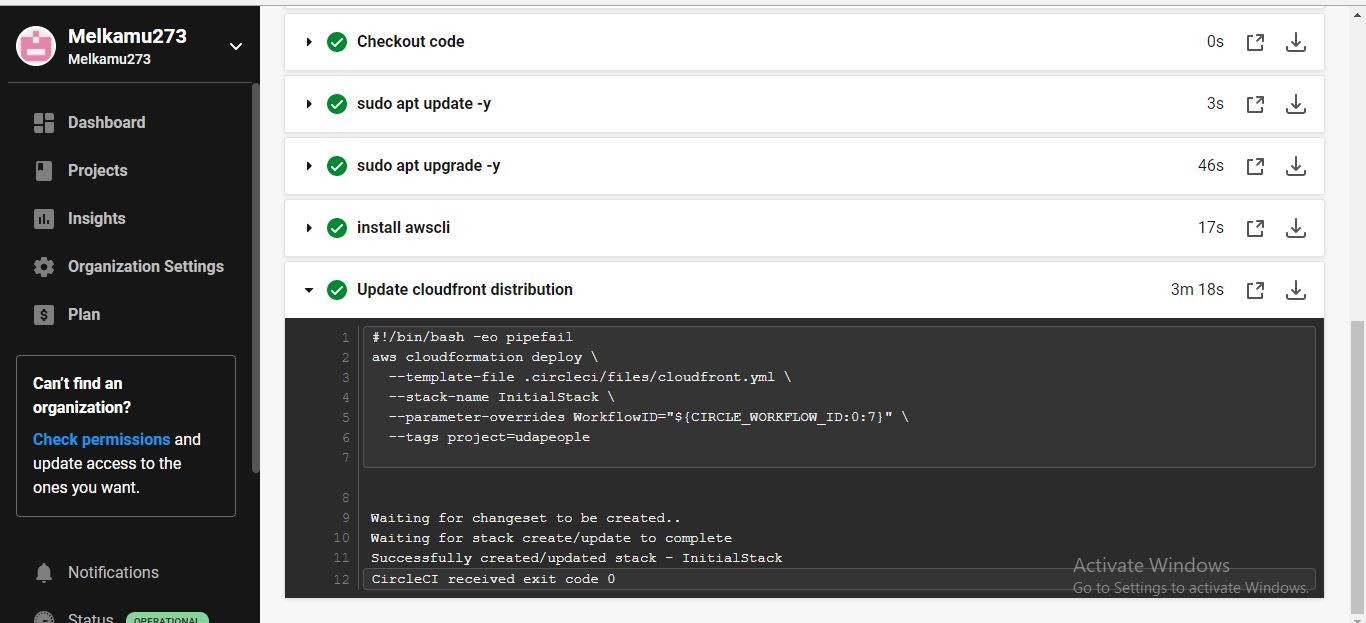 Melkamu273
Melkamu273
Dashboard
Projects
Insights
Organization Settings
Plan
Can't find an
organization?
Check permissions and
update access to the
ones you want.
Notifications
Status OPERATIONAL
Checkout code 0s
sudo apt update -y 3s
sudo apt upgrade -y 46s
install awscli 17s
Update cloudfront distribution 3m 18s
1 #!/bin/bash -eo pipefail
2 aws cloudformation deploy \
3 --template-file .circleci/files/cloudfront.yml \
4 --stack-name InitialStack \
5 --parameter-overrides WorkflowID="${CIRCLE_WORKFLOW_ID:0:7}" \
6 --tags project=udapeople
7
8
9 Waiting for changeset to be created..
10 Waiting for stack create/update to complete
11 Successfully created/updated stack - InitialStack
12 CircleCI received exit code 0
Activate Windows
Go to Settings to activate Windows.